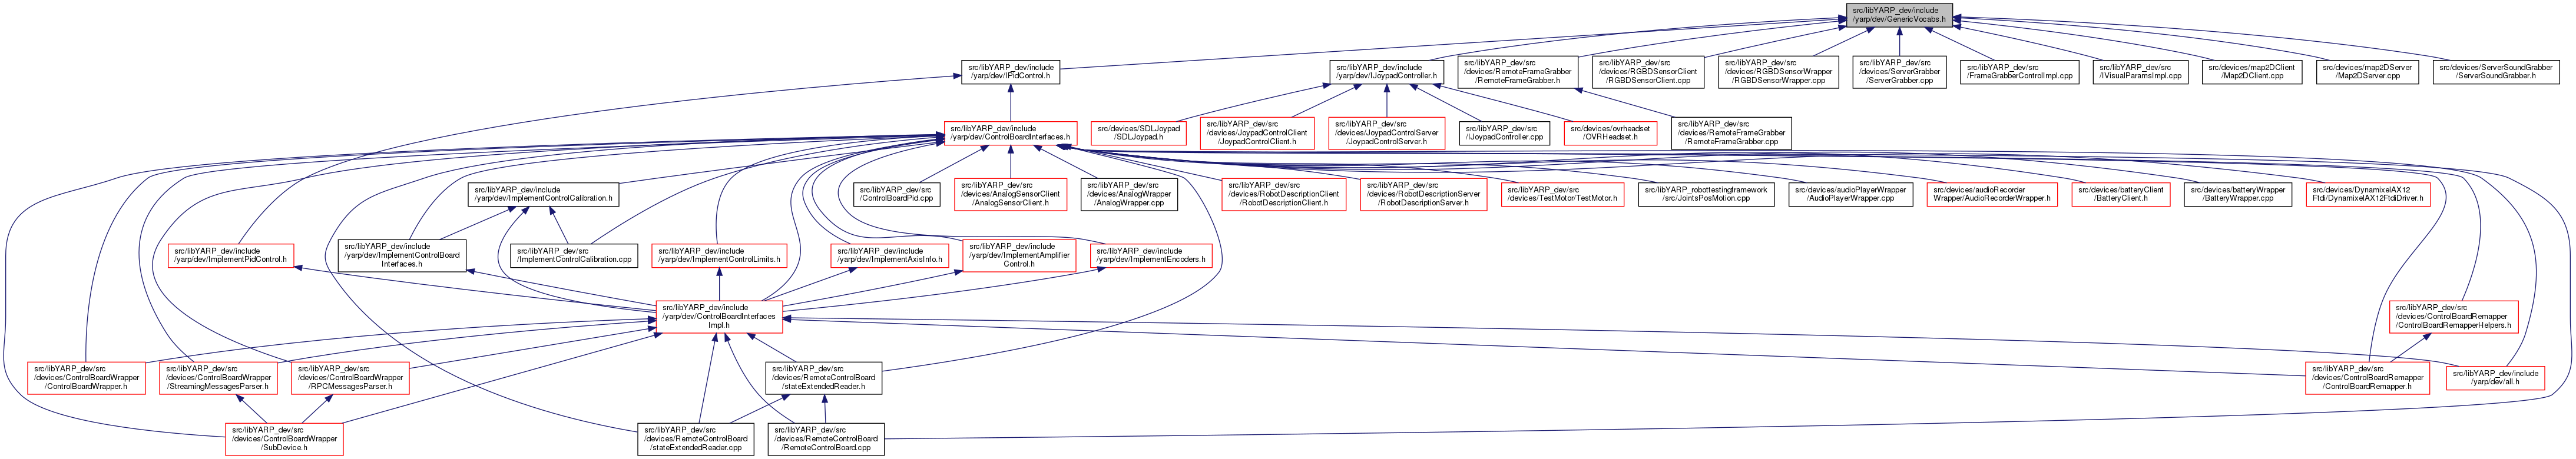 src/libYARP_dev/include
/yarp/dev/GenericVocabs.h
src/libYARP_dev/include
/yarp/dev/IPidControl.h
src/libYARP_dev/include
/yarp/dev/IJoypadController.h
src/libYARP_dev/src
/devices/RemoteFrameGrabber
/RemoteFrameGrabber.h
src/libYARP_dev/src
/devices/RGBDSensorClient
/RGBDSensorClient.cpp
src/libYARP_dev/src
/devices/RGBDSensorWrapper
/RGBDSensorWrapper.cpp
src/libYARP_dev/src
/devices/ServerGrabber
/ServerGrabber.cpp
src/libYARP_dev/src
/FrameGrabberControlImpl.cpp
src/libYARP_dev/src
/IVisualParamsImpl.cpp
src/devices/map2DClient
/Map2DClient.cpp
src/devices/map2DServer
/Map2DServer.cpp
src/devices/ServerSoundGrabber
/ServerSoundGrabber.h
src/libYARP_dev/include
/yarp/dev/ControlBoardInterfaces.h
src/devices/SDLJoypad
/SDLJoypad.h
src/libYARP_dev/src
/devices/JoypadControlClient
/JoypadControlClient.h
src/libYARP_dev/src
/devices/JoypadControlServer
/JoypadControlServer.h
src/libYARP_dev/src
/IJoypadController.cpp
src/devices/ovrheadset
/OVRHeadset.h
src/libYARP_dev/src
/devices/RemoteFrameGrabber
/RemoteFrameGrabber.cpp
src/libYARP_dev/include
/yarp/dev/ImplementControlCalibration.h
src/libYARP_dev/src
/ControlBoardPid.cpp
src/libYARP_dev/src
/devices/AnalogSensorClient
/AnalogSensorClient.h
src/libYARP_dev/src
/devices/AnalogWrapper
/AnalogWrapper.cpp
src/libYARP_dev/src
/devices/RobotDescriptionClient
/RobotDescriptionClient.h
src/libYARP_dev/src
/devices/RobotDescriptionServer
/RobotDescriptionServer.h
src/libYARP_dev/src
/devices/TestMotor/TestMotor.h
src/libYARP_robottestingframework
/src/JointsPosMotion.cpp
src/devices/audioPlayerWrapper
/AudioPlayerWrapper.cpp
src/devices/audioRecorder
Wrapper/AudioRecorderWrapper.h
src/devices/batteryClient
/BatteryClient.h
src/devices/batteryWrapper
/BatteryWrapper.cpp
src/devices/DynamixelAX12
Ftdi/DynamixelAX12FtdiDriver.h
src/libYARP_dev/include
/yarp/dev/ImplementPidControl.h
src/libYARP_dev/include
/yarp/dev/ImplementControlBoard
Interfaces.h
src/libYARP_dev/src
/ImplementControlCalibration.cpp
src/libYARP_dev/include
/yarp/dev/ImplementControlLimits.h
src/libYARP_dev/include
/yarp/dev/ImplementAxisInfo.h
src/libYARP_dev/include
/yarp/dev/ImplementAmplifier
Control.h
src/libYARP_dev/include
/yarp/dev/ImplementEncoders.h
src/libYARP_dev/include
/yarp/dev/ControlBoardInterfaces
Impl.h
src/libYARP_dev/src
/devices/ControlBoardRemapper
/ControlBoardRemapperHelpers.h
src/libYARP_dev/src
/devices/ControlBoardWrapper
/ControlBoardWrapper.h
src/libYARP_dev/src
/devices/ControlBoardWrapper
/StreamingMessagesParser.h
src/libYARP_dev/src
/devices/ControlBoardWrapper
/RPCMessagesParser.h
src/libYARP_dev/src
/devices/RemoteControlBoard
/stateExtendedReader.h
src/libYARP_dev/src
/devices/ControlBoardRemapper
/ControlBoardRemapper.h
src/libYARP_dev/include
/yarp/dev/all.h
src/libYARP_dev/src
/devices/ControlBoardWrapper
/SubDevice.h
src/libYARP_dev/src
/devices/RemoteControlBoard
/stateExtendedReader.cpp
src/libYARP_dev/src
/devices/RemoteControlBoard
/RemoteControlBoard.cpp